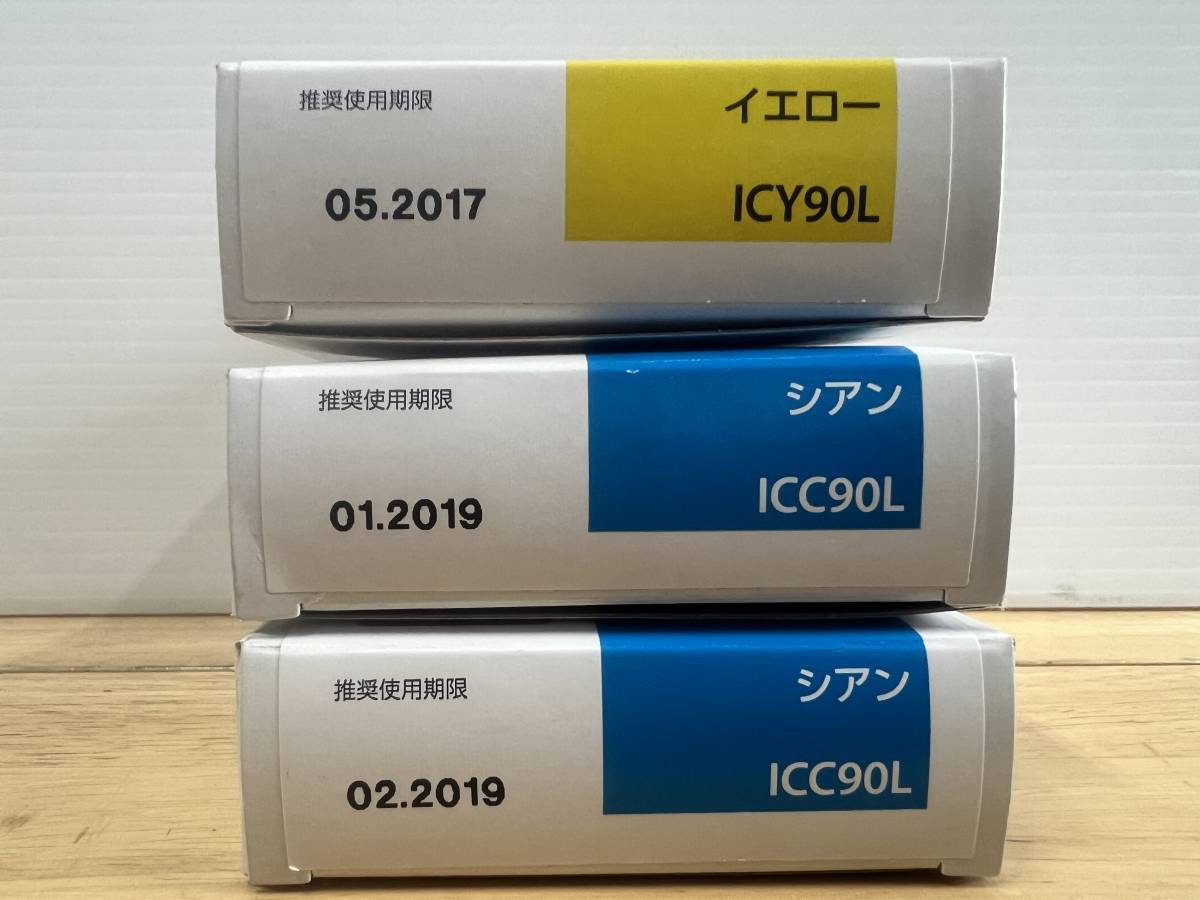 推奨使用期限
イエロー
05.2017
ICY90L
推奨使用期限
シアン
01.2019
ICC90L
推奨使用期限
シアン
02.2019
ICC90L